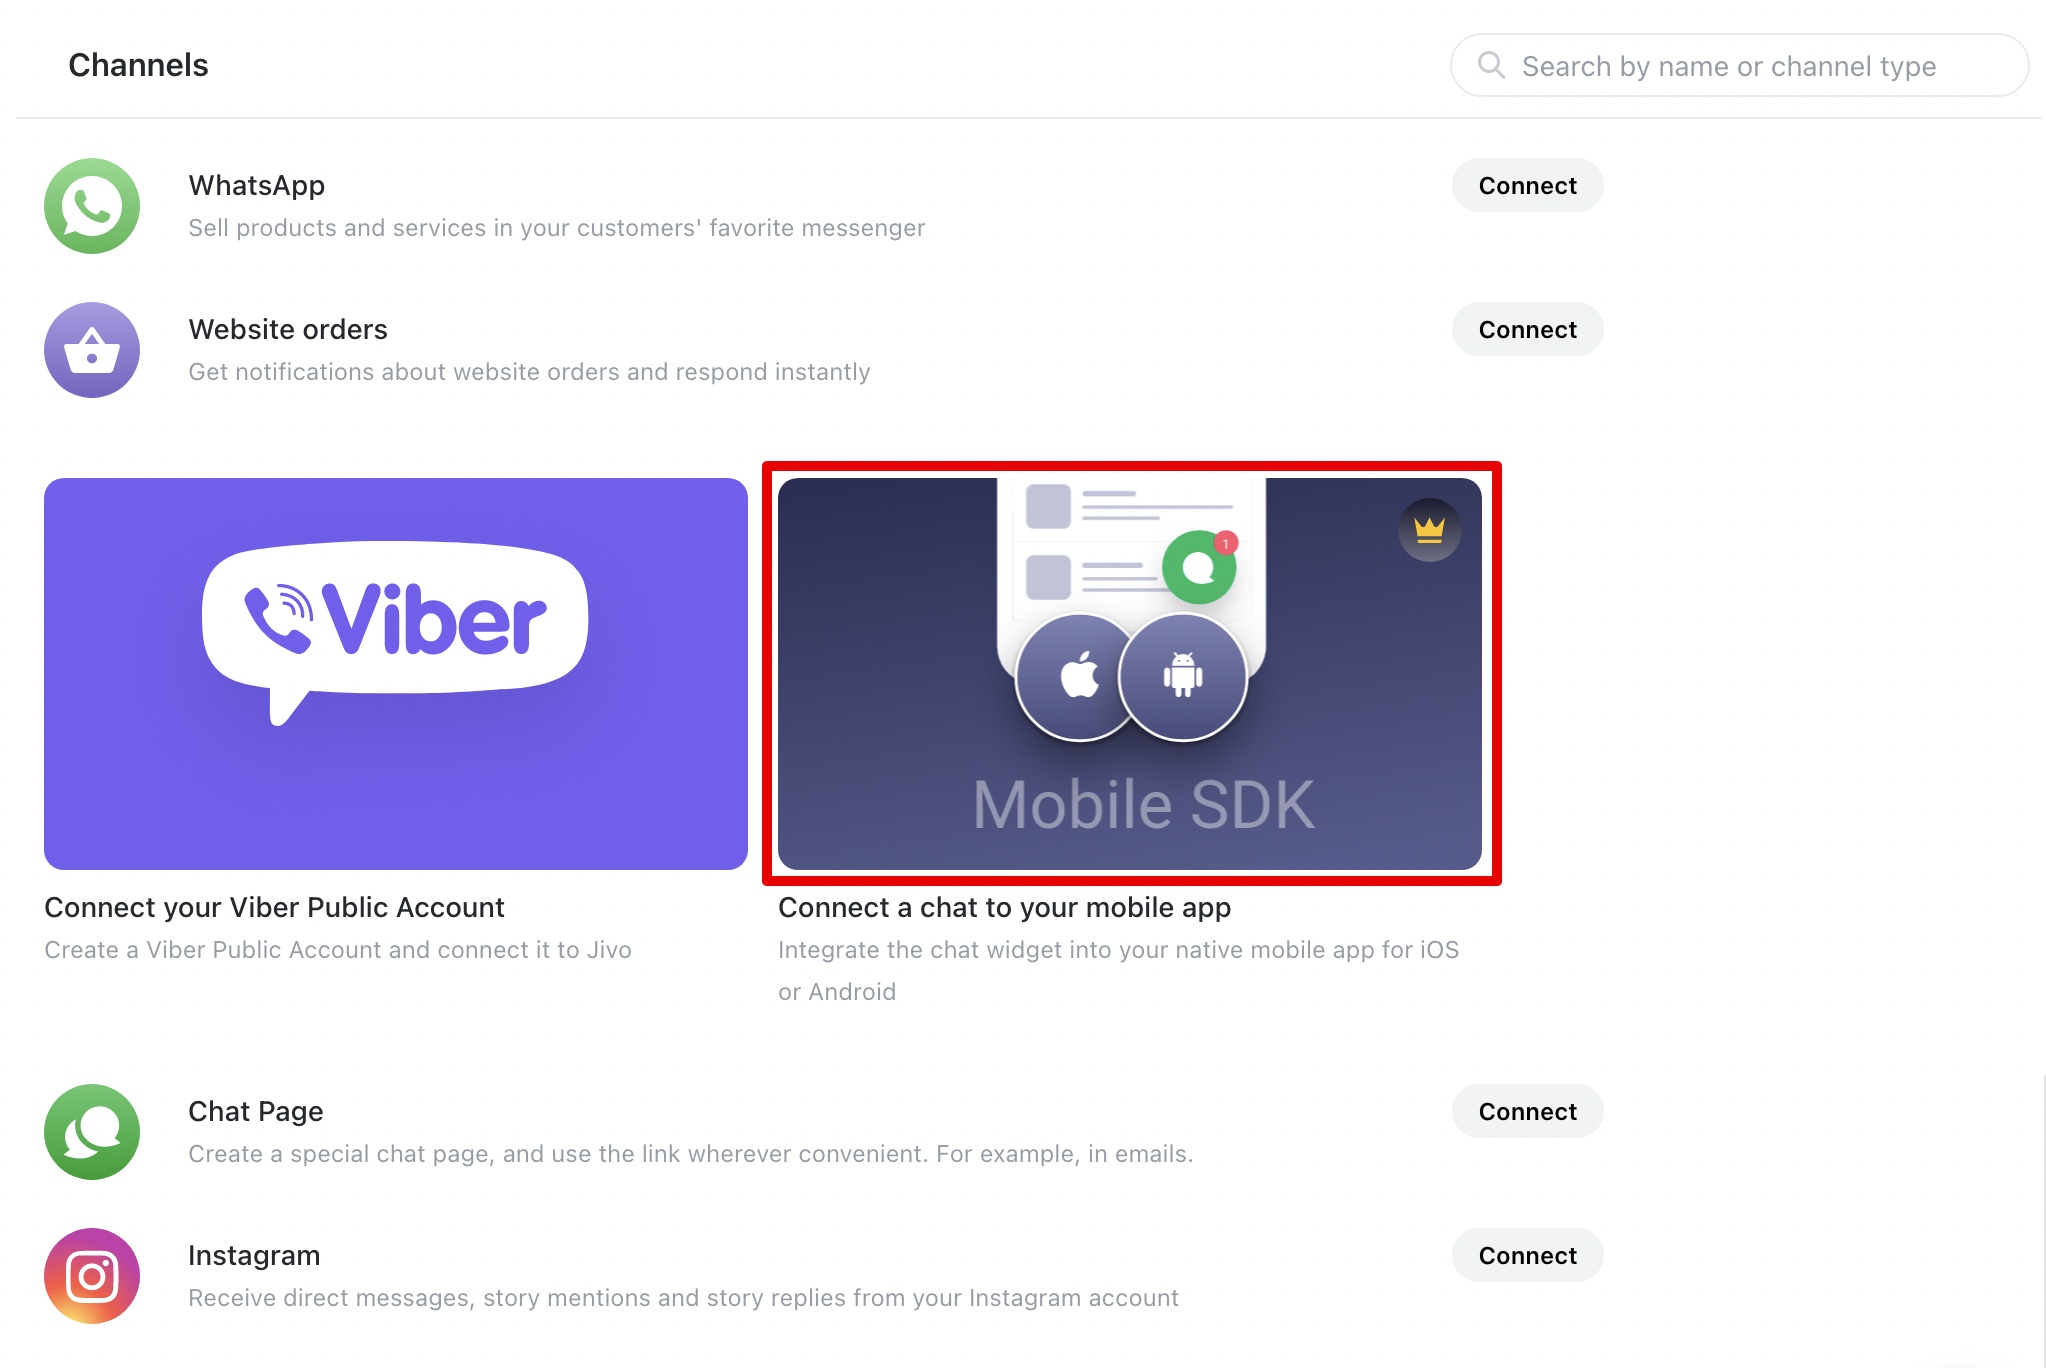 Channels
Search by name or channel type
WhatsApp
Connect
Sell products and services in your customers' favorite messenger
Website orders
Connect
Get notifications about website orders and respond instantly
Viber
1
Mobile SDK
Connect your Viber Public Account
Create a Viber Public Account and connect it to Jivo
Connect a chat to your mobile app
Integrate the chat widget into your native mobile app for iOS
or Android
Chat Page
Connect
Create a special chat page, and use the link wherever convenient. For example, in emails.
Instagram
Connect
Receive direct messages, story mentions and story replies from your Instagram account